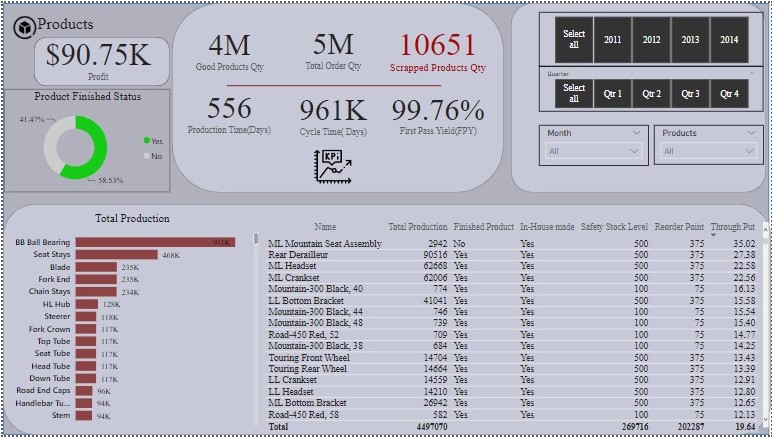 Products
$90.75K
Profit
4M
Good Products Qty
5M
Total Order Qty
10651
Scrapped Products Qty
556
Production Time(Days)
961K
Cycle Time( Days)
99.76%
First Pass Yield(FPY)
KPi
Select all
2011
2012
2013
2014
Quarter
Select all
Qtr 1
Qtr 2
Qtr 3
Qtr 4
Month
All
Products
All
Product Finished Status
41.47%
58.53%
Yes
No
Total Production
BB Ball Bearing 911K
Seat Stays 468K
Blade 235K
Fork End 235K
Chain Stays 234K
HL Hub 128K
Steerer 118K
Fork Crown 117K
Top Tube 117K
Seat Tube 117K
Head Tube 117K
Down Tube 117K
Road End Caps 96K
Handlebar Tu... 94K
Stem 94K
Name Total Production Finished Product In-House made Safety Stock Level Reorder Point Through Put
ML Mountain Seat Assembly 2942 No Yes 500 375 35.02
Rear Derailleur 90516 Yes Yes 500 375 27.38
ML Headset 62668 Yes Yes 500 375 22.58
ML Crankset 62006 Yes Yes 500 375 22.56
Mountain-300 Black, 40 774 Yes Yes 100 75 16.13
LL Bottom Bracket 41041 Yes Yes 500 375 15.58
Mountain-300 Black, 44 746 Yes Yes 100 75 15.54
Mountain-300 Black, 48 739 Yes Yes 100 75 15.40
Road-450 Red, 52 709 Yes Yes 100 75 14.77
Mountain-300 Black, 38 684 Yes Yes 100 75 14.25
Touring Front Wheel 14704 Yes Yes 500 375 13.43
Touring Rear Wheel 14664 Yes Yes 500 375 13.39
LL Crankset 14559 Yes Yes 500 375 12.91
LL Headset 14210 Yes Yes 500 375 12.80
ML Bottom Bracket 26942 Yes Yes 500 375 12.65
Road-450 Red, 58 582 Yes Yes 100 75 12.13
Total 4497070 269716 202287 19.64